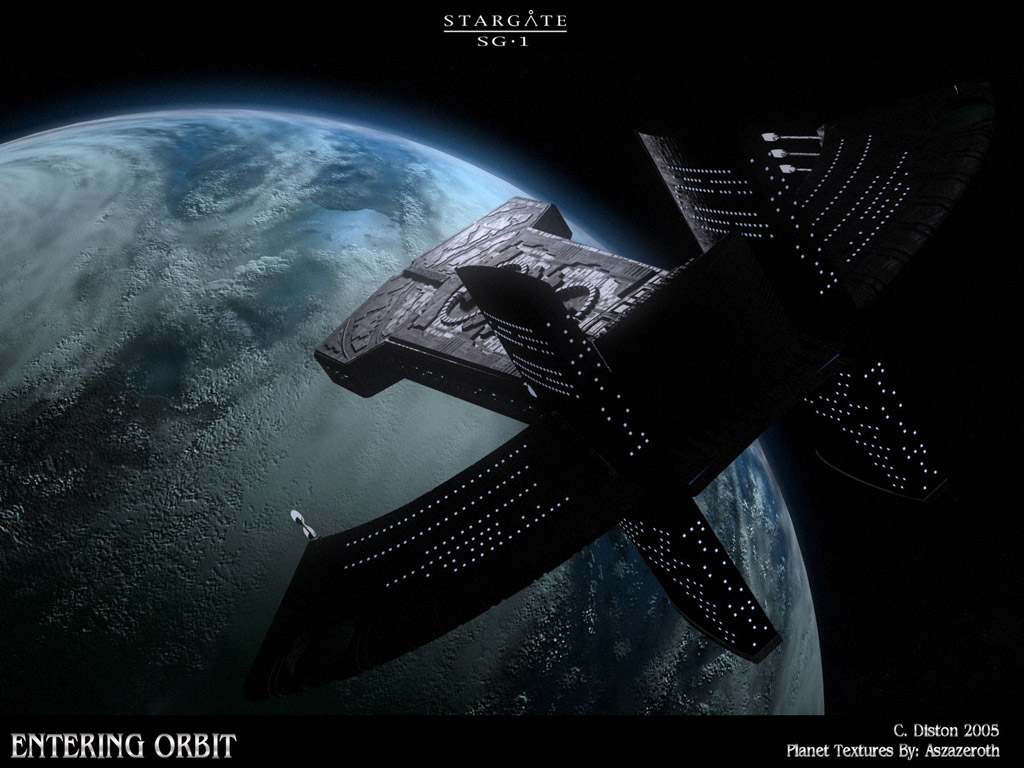 STARGATE
SG·1
ENTERING ORBIT
C. Diston 2005
Planet Textures By: Aszazeroth